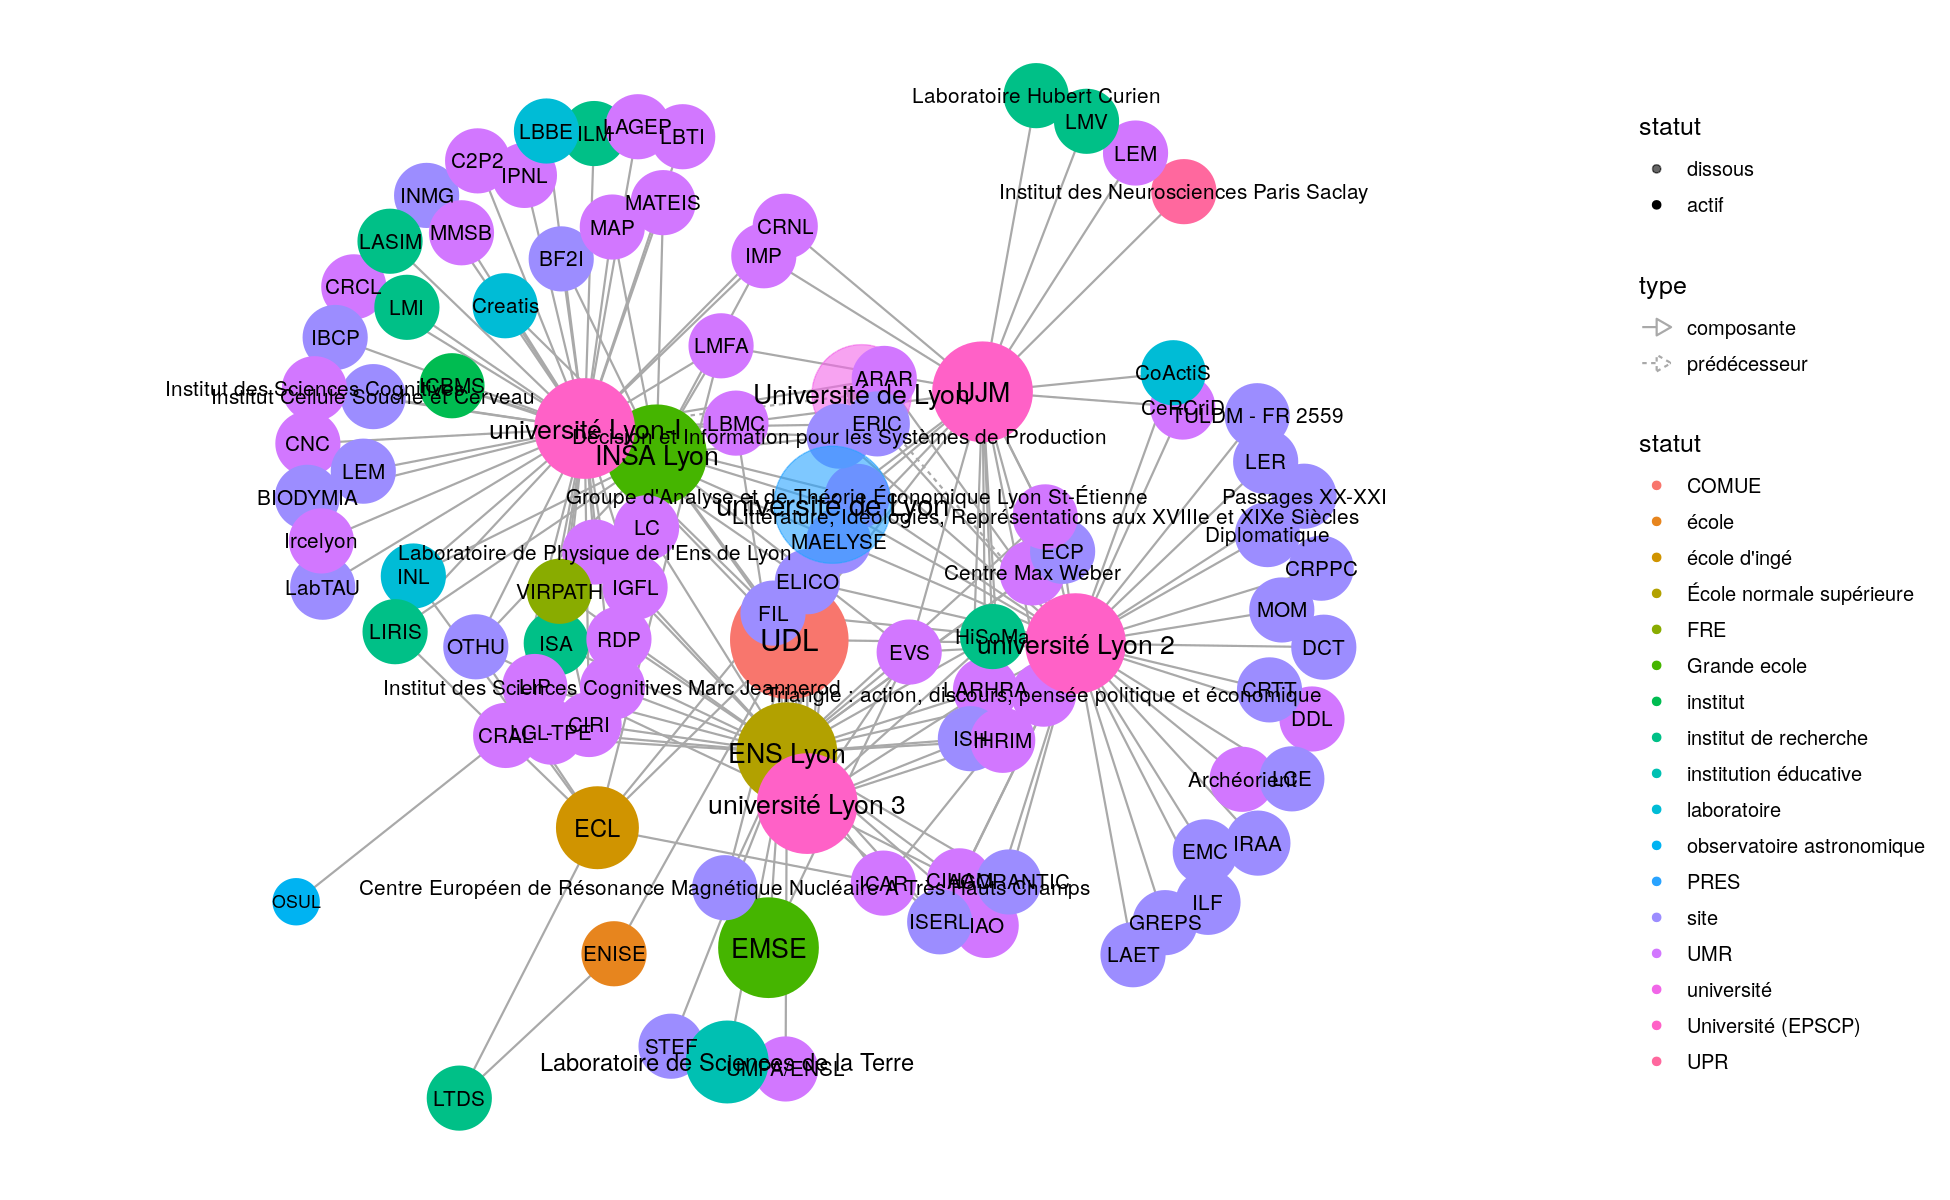 Laboratoire Hubert Curien
LMV
LEM
Institut des Neurosciences Paris Saclay
LBBE
ILM
LAGEP
LBTI
C2P2
IPNL
INMG
MATEIS
MAP
MMSB
LASIM
BF2I
CRNL
IMP
CRCL
LMI
Creatis
IBCP
LMFA
Institut des Sciences Cognitives
Institut Cellule Souche et Cerveau
ICBMS
ARAR
Université de Lyon
UJM
CoActiS
CeRCriD
TULDM - FR 2559
université Lyon-I
LBMC
ERIC
Décision et Information pour les Systèmes de Production
CNC
INSA Lyon
LEM
LER
BIODYMIA
Groupe d'Analyse et de Théorie Économique Lyon St-Étienne
université de Lyon
Passages XX-XXI
Littérature, Idéologies, Représentations aux XVIIIe et XIXe Siècles
Ircelyon
LC
MAELYSE
Diplomatique
Laboratoire de Physique de l'Ens de Lyon
ECP
LabTAU
INL
VIRPATH
IGFL
ELICO
Centre Max Weber
CRPPC
FIL
MOM
LIRIS
OTHU
ISA
RDP
UDL
EVS
HiSoMa
université Lyon 2
DCT
Institut des Sciences Cognitives Marc Jeannerod
LIP
LARHRA
Triangle : action, discours, pensée politique et économique
CRTT
DDL
CRAL
LGL-TPE
CIRI
ENS Lyon
ISH
IHRIM
Archéorient
LCE
université Lyon 3
ECL
EMC
IRAA
Centre Européen de Résonance Magnétique Nucléaire A Très Hauts Champs
ICAR
OSUL
ISERL
IAO
ILF
GREPS
LAET
ENISE
EMSE
STEF
Laboratoire de Sciences de la Terre
UMPA/ENSL
LTDS
statut
dissous
actif
type
composante
prédécesseur
statut
COMUE
école
école d'ingé
École normale supérieure
FRE
Grande ecole
institut
institut de recherche
institution éducative
laboratoire
observatoire astronomique
PRES
site
UMR
université
Université (EPSCP)
UPR